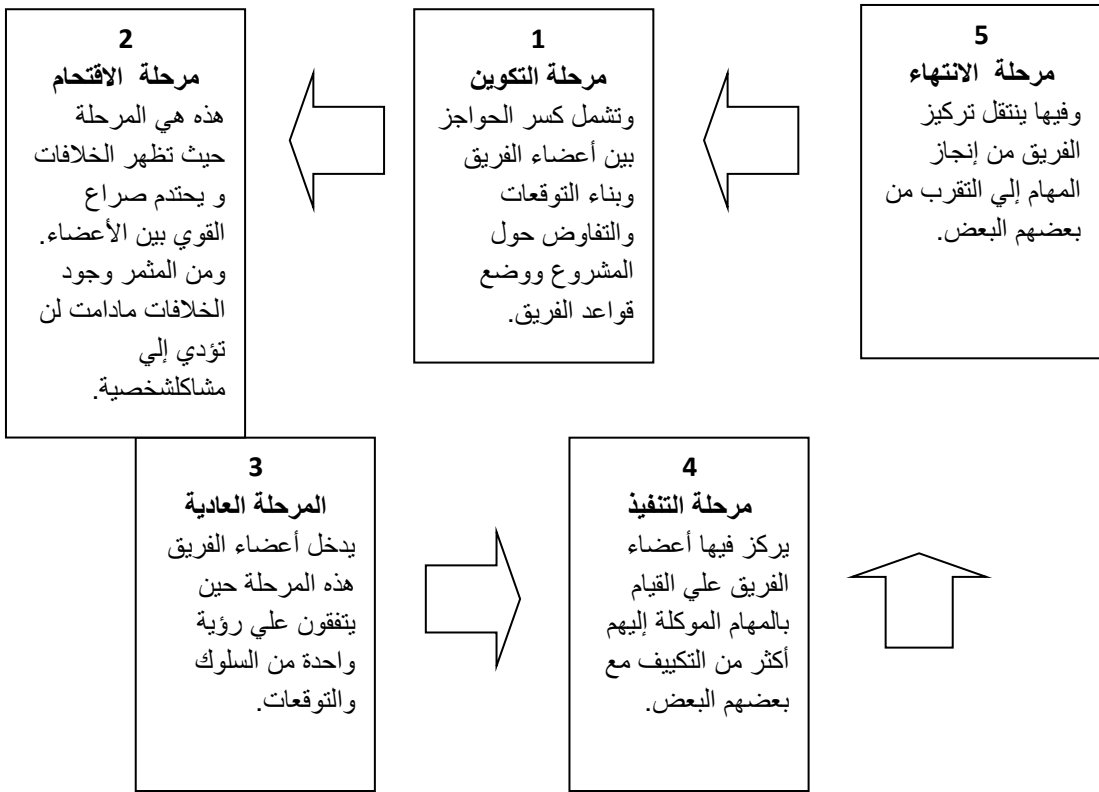 5
مرحلة الانتهاء
وفيها ينتقل تركيز
الفريق من إنجاز
المهام إلي التقرب من
بعضهم البعض.
1
مرحلة التكوين
وتشمل كسر الحواجز
بين أعضاء الفريق
وبناء التوقعات
والتفاوض حول
المشروع ووضع
قواعد الفريق.
2
مرحلة الاقتحام
هذه هي المرحلة
حيث تظهر الخلافات
و يحتدم صراع
القوي بين الأعضاء.
ومن المثمر وجود
الخلافات مادامت لن
تؤدي إلي
مشاكلشخصية.
4
مرحلة التنفيذ
يركز فيها أعضاء
الفريق علي القيام
بالمهام الموكلة إليهم
أكثر من التكييف مع
بعضهم البعض.
3
المرحلة العادية
يدخل أعضاء الفريق
هذه المرحلة حين
يتفقون علي رؤية
واحدة من السلوك
والتوقعات.